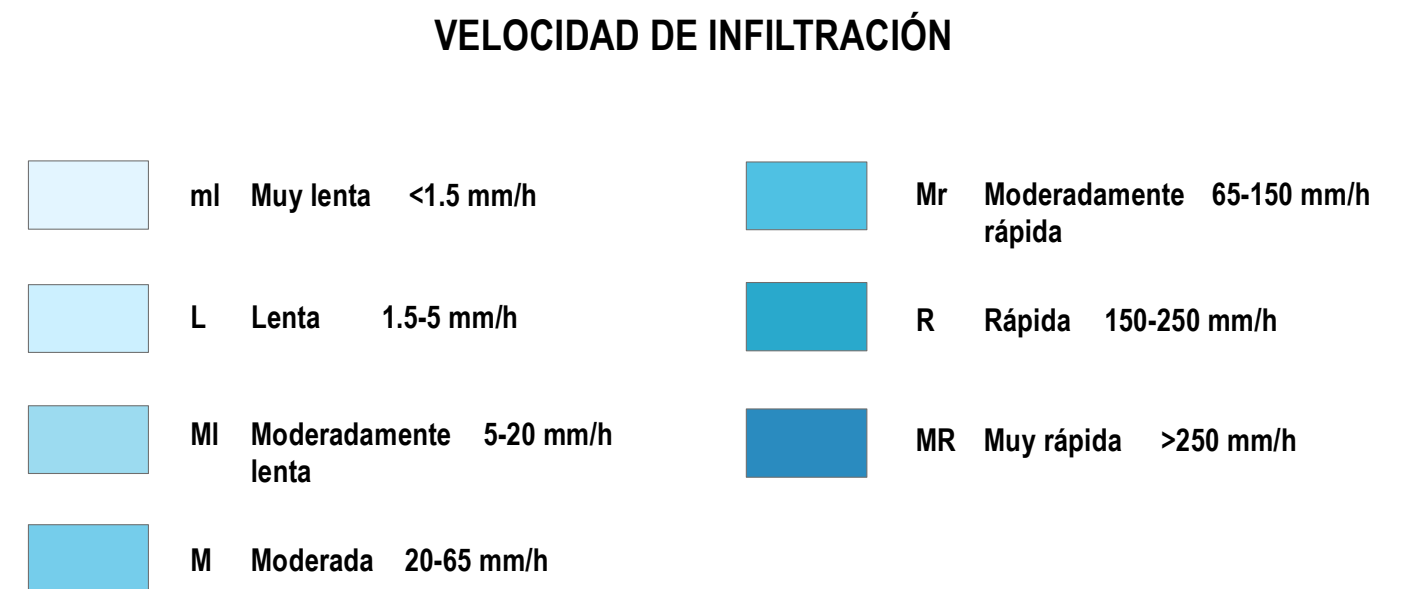 VELOCIDAD DE INFILTRACIÓN
ml Muy lenta <1.5 mm/h
L Lenta 1.5-5 mm/h
Ml Moderadamente 5-20 mm/h
lenta
M Moderada 20-65 mm/h
Mr Moderadamente 65-150 mm/h
rápida
R Rápida 150-250 mm/h
MR Muy rápida >250 mm/h